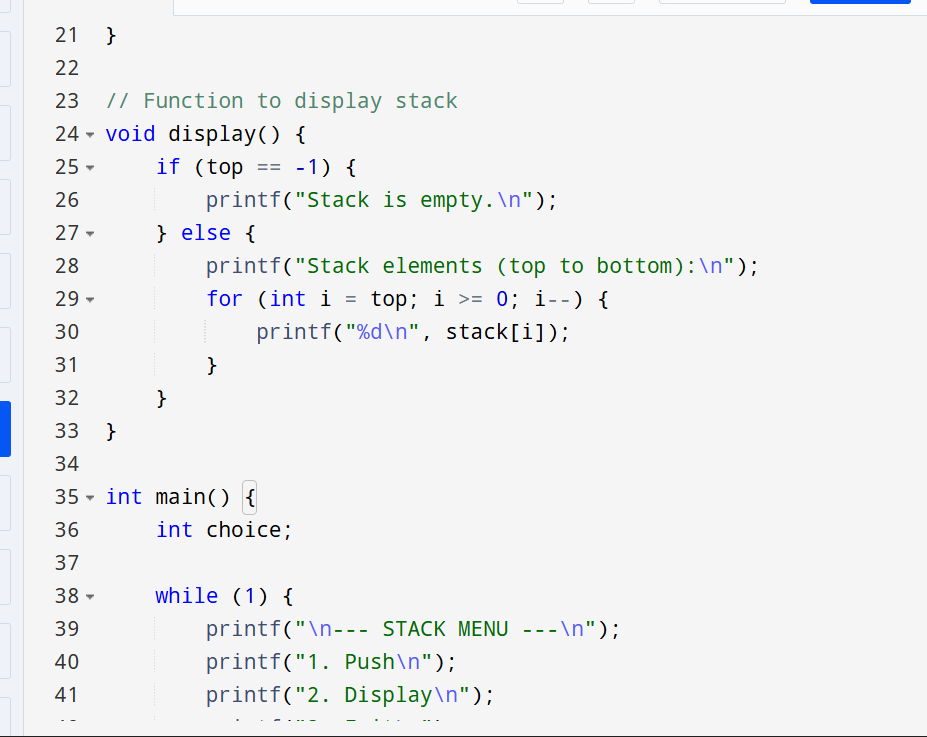 21 }
22
23 // Function to display stack
24 void display() {
25     if (top == -1) {
26         printf("Stack is empty.\n");
27     } else {
28         printf("Stack elements (top to bottom):\n");
29         for (int i = top; i >= 0; i--) {
30             printf("%d\n", stack[i]);
31         }
32     }
33 }
34
35 int main() {
36     int choice;
37
38     while (1) {
39         printf("\n--- STACK MENU ---\n");
40         printf("1. Push\n");
41         printf("2. Display\n");